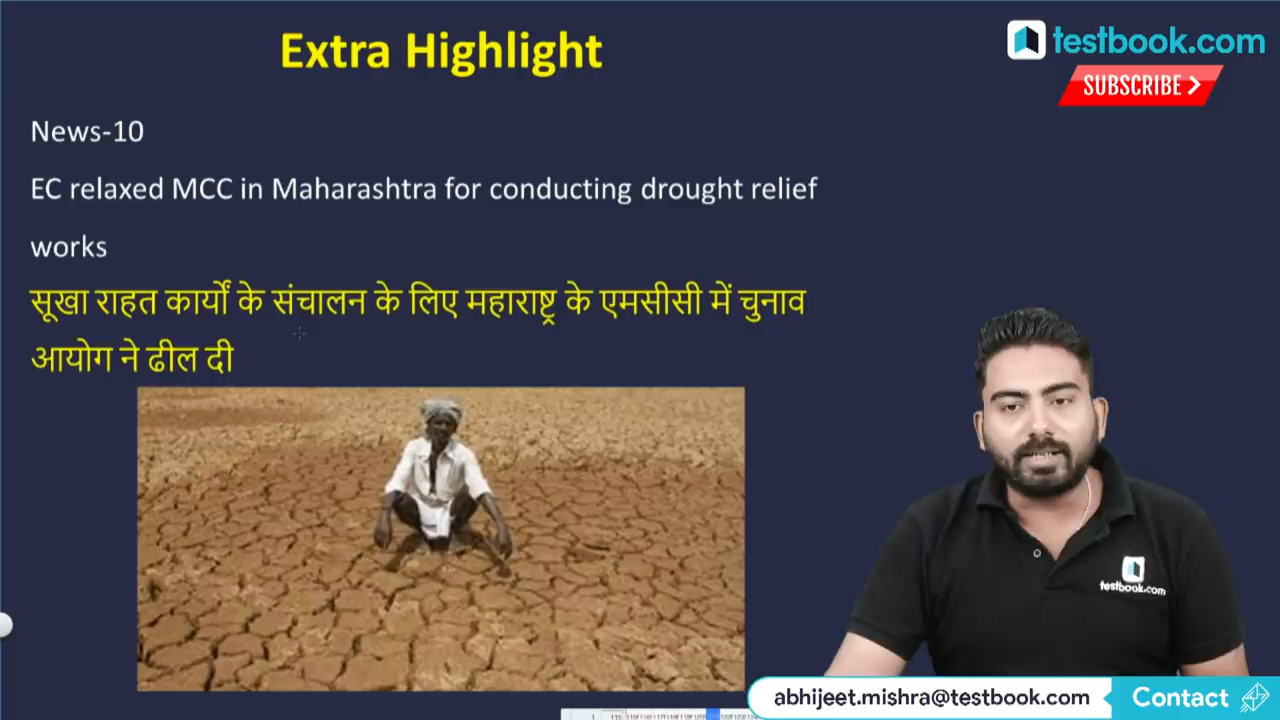 Extra Highlight
testbook.com
SUBSCRIBE
News-10
EC relaxed MCC in Maharashtra for conducting drought relief
works
सूखा राहत कार्यों के संचालन के लिए महाराष्ट्र के एमसीसी में चुनाव
आयोग ने ढील दी
testbook.com
abhijeet.mishra@testbook.com
Contact